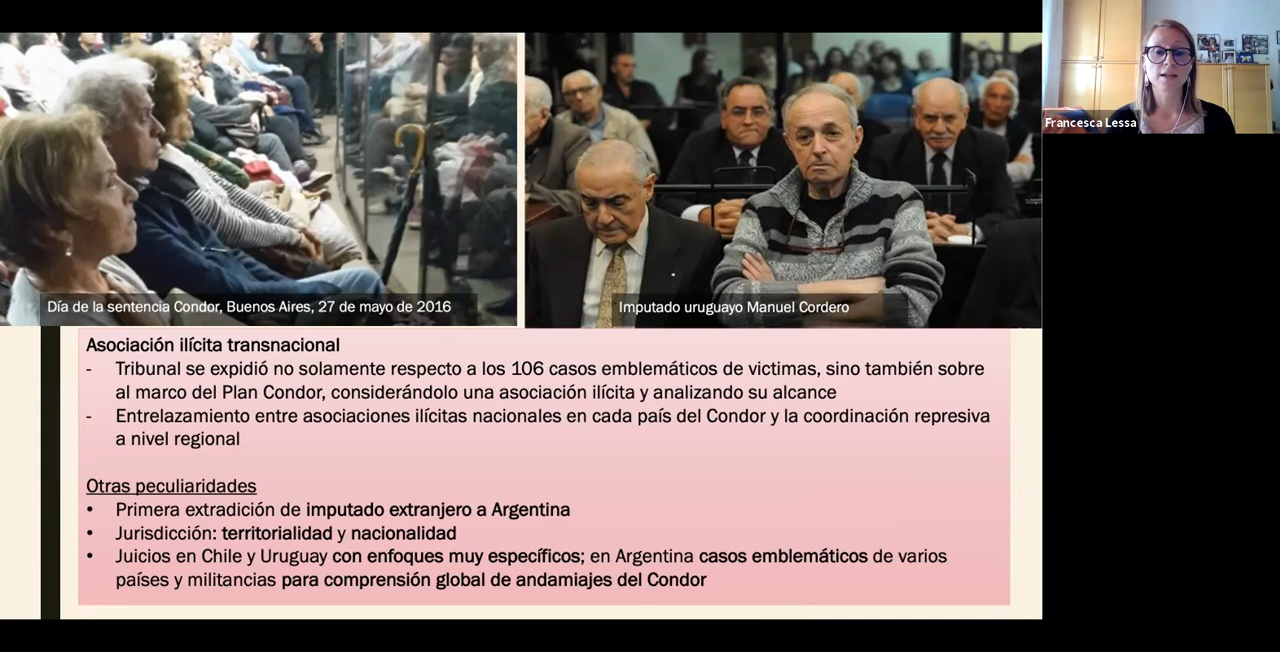 Francesca Lessa
Día de la sentencia Condor, Buenos Aires, 27 de mayo de 2016
Imputado uruguayo Manuel Cordero
Asociación ilícita transnacional
- Tribunal se expidió no solamente respecto a los 106 casos emblemáticos de victimas, sino también sobre
al marco del Plan Condor, considerándolo una asociación ilícita y analizando su alcance
- Entrelazamiento entre asociaciones ilícitas nacionales en cada país del Condor y la coordinación represiva
a nivel regional
Otras peculiaridades
• Primera extradición de imputado extranjero a Argentina
• Jurisdicción: territorialidad y nacionalidad
• Juicios en Chile y Uruguay con enfoques muy específicos; en Argentina casos emblemáticos de varios
países y militancias para comprensión global de andamiajes del Condor